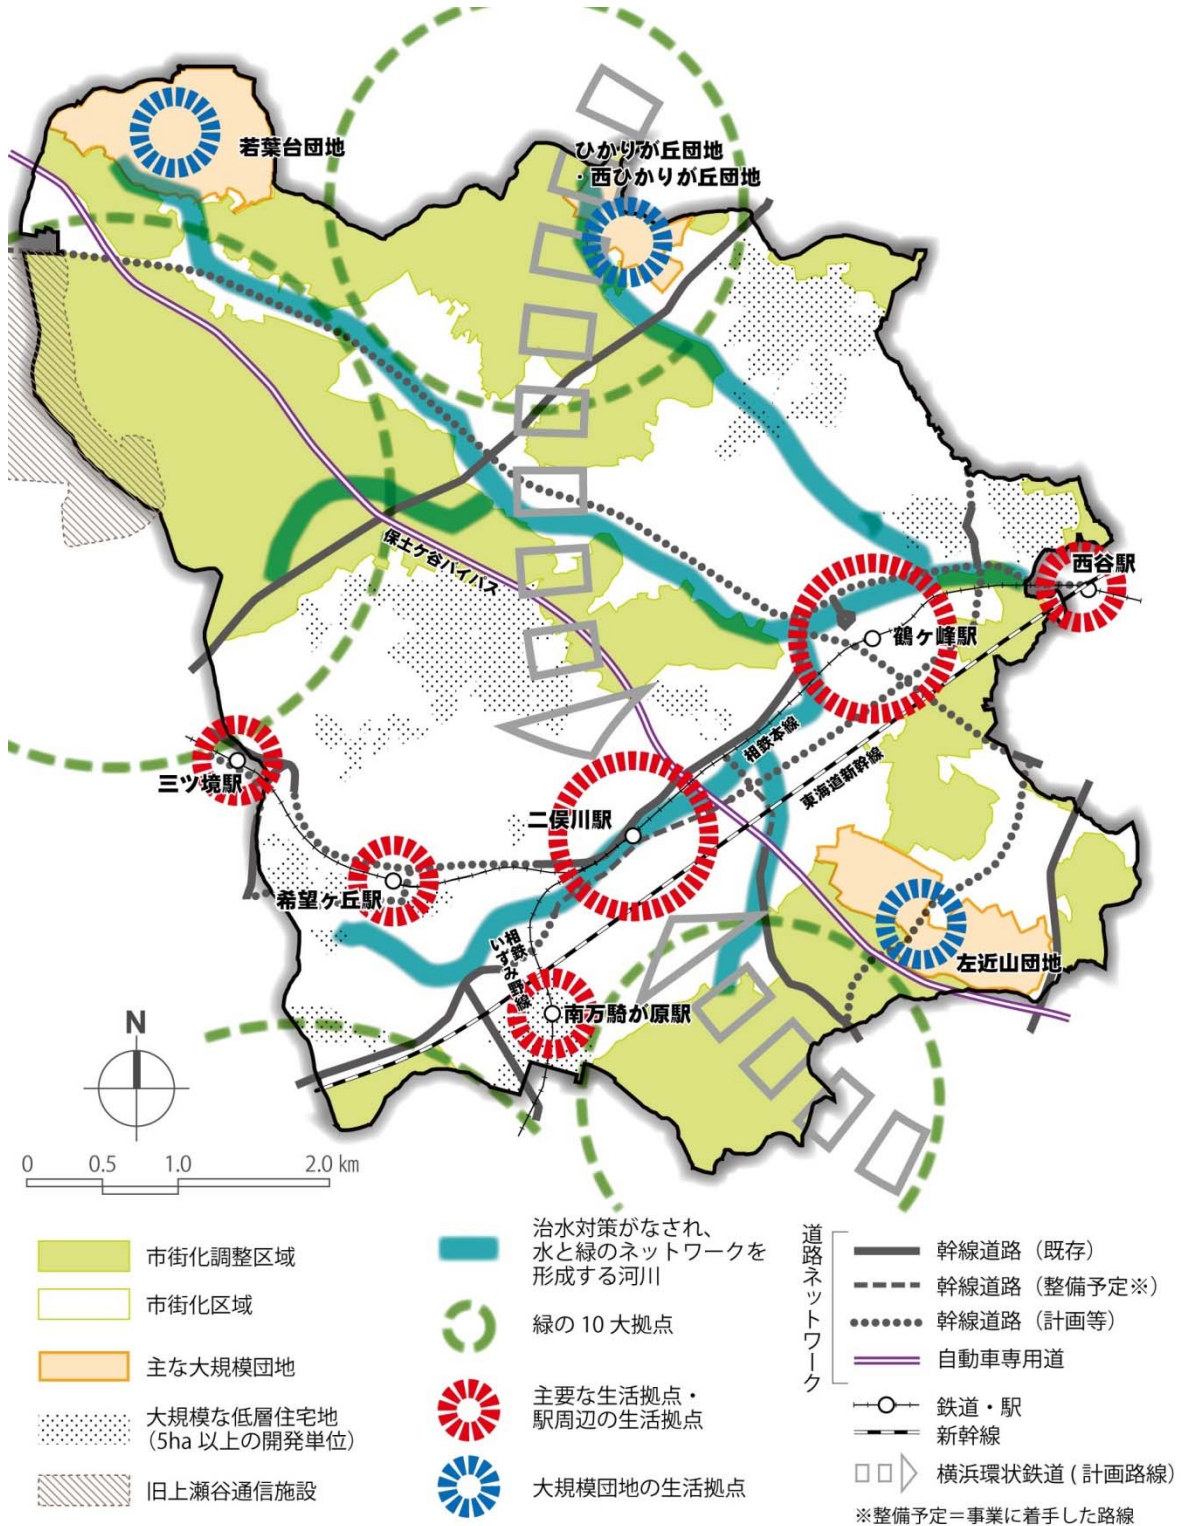 若葉台団地
ひかりが丘団地
・西ひかりが丘団地
保土ケ谷バイパス
西谷駅
鶴ヶ峰駅
相鉄本線
東海道新幹線
三ツ境駅
二俣川駅
希望ヶ丘駅
相鉄
いずみ野線
左近山団地
南万騎が原駅
N
0 0.5 1.0 2.0 km
市街化調整区域
市街化区域
主な大規模団地
大規模な低層住宅地
(5ha 以上の開発単位)
旧上瀬谷通信施設
治水対策がなされ、
水と緑のネットワークを
形成する河川
緑の 10 大拠点
主要な生活拠点・
駅周辺の生活拠点
大規模団地の生活拠点
道路ネットワーク
幹線道路（既存）
幹線道路（整備予定※）
幹線道路（計画等）
自動車専用道
鉄道・駅
新幹線
横浜環状鉄道 ( 計画路線)
※整備予定＝事業に着手した路線